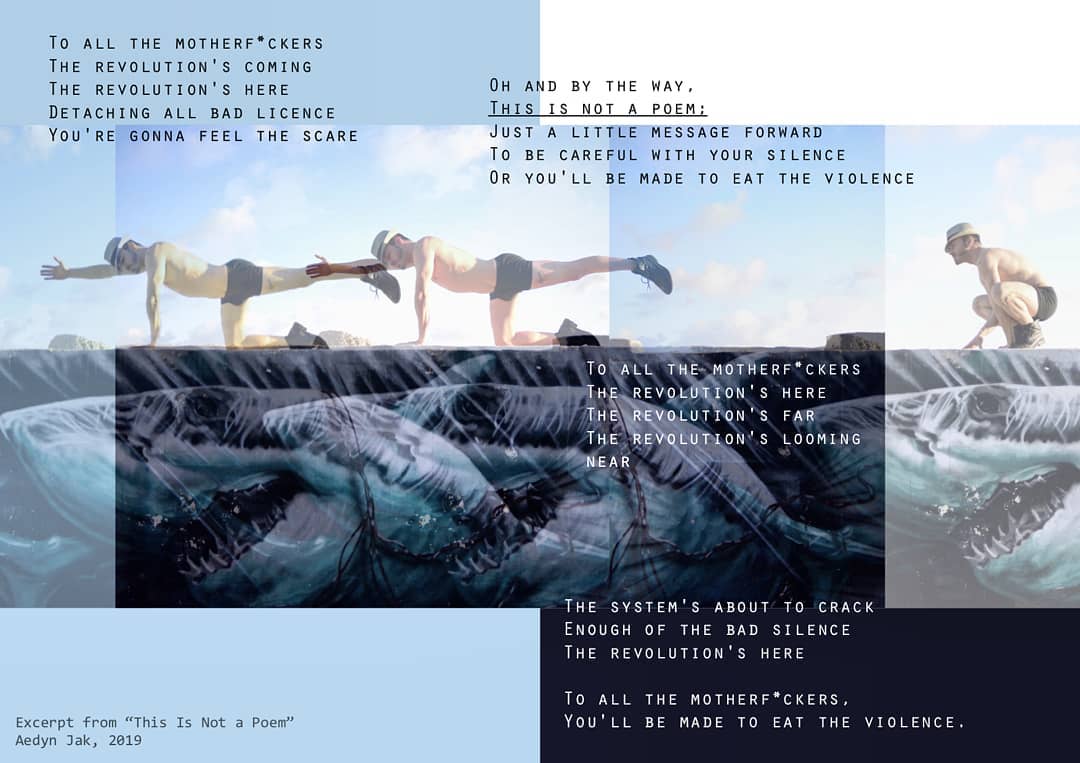 To all the motherf*ckers
The revolution's coming
The revolution's here
Detaching all bad licence
You're gonna feel the scare
Oh and by the way,
This is not a poem;
Just a little message forward
To be careful with your silence
Or you'll be made to eat the violence
To all the motherf*ckers
The revolution's here
The revolution's far
The revolution's looming
near
The system's about to crack
Enough of the bad silence
The revolution's here
To all the motherf*ckers,
You'll be made to eat the violence.
Excerpt from “This Is Not a Poem”
Aedyn Jak, 2019